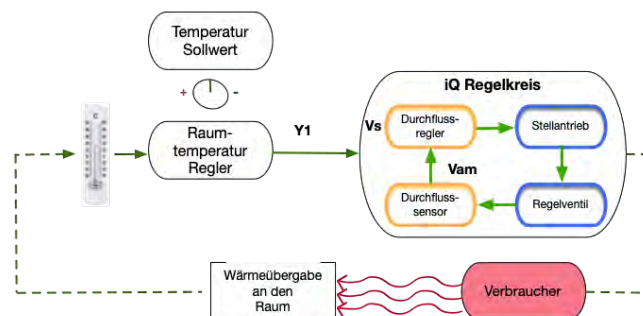 Temperatur
Sollwert
+ -
Raum-
temperatur
Regler
Y1
iQ Regelkreis
Vs
Durchfluss-
regler
Stellantrieb
Vam
Durchfluss-
sensor
Regelventil
Wärmeübergabe
an den
Raum
Verbraucher